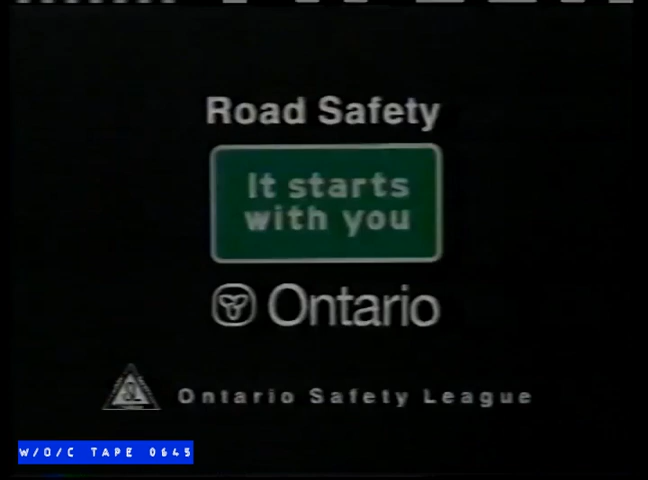 Road Safety
It starts
with you
Ontario
Ontario Safety League
W/O/C TAPE 0645